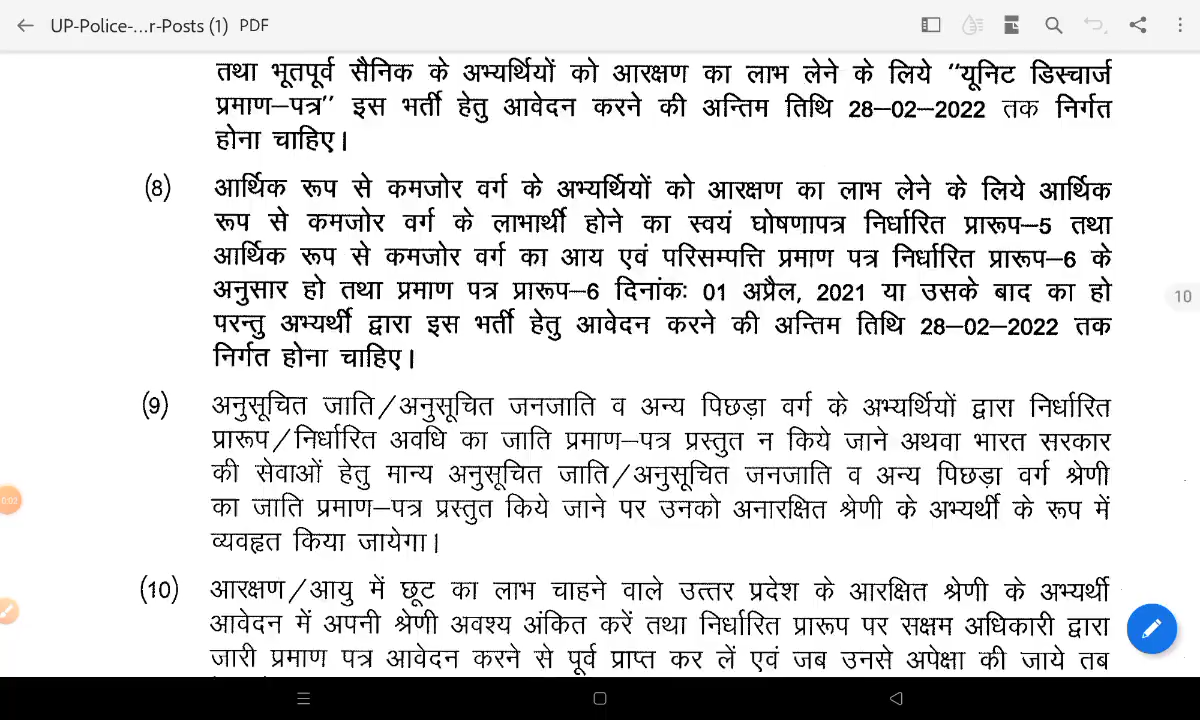 UP-Police-...r-Posts (1) PDF
तथा भूतपूर्व सैनिक के अभ्यर्थियों को आरक्षण का लाभ लेने के लिये “यूनिट डिस्चार्ज
प्रमाण–पत्र” इस भर्ती हेतु आवेदन करने की अन्तिम तिथि 28–02–2022 तक निर्गत
होना चाहिए।
(8) आर्थिक रूप से कमजोर वर्ग के अभ्यर्थियों को आरक्षण का लाभ लेने के लिये आर्थिक
रूप से कमजोर वर्ग के लाभार्थी होने का स्वयं घोषणापत्र निर्धारित प्रारूप–5 तथा
आर्थिक रूप से कमजोर वर्ग का आय एवं परिसम्पत्ति प्रमाण पत्र निर्धारित प्रारूप–6 के
अनुसार हो तथा प्रमाण पत्र प्रारूप–6 दिनांकः 01 अप्रैल, 2021 या उसके बाद का हो
10
परन्तु अभ्यर्थी द्वारा इस भर्ती हेतु आवेदन करने की अन्तिम तिथि 28–02–2022 तक
निर्गत होना चाहिए।
(9) अनुसूचित जाति/अनुसूचित जनजाति व अन्य पिछड़ा वर्ग के अभ्यर्थियों द्वारा निर्धारित
प्रारूप/निर्धारित अवधि का जाति प्रमाण–पत्र प्रस्तुत न किये जाने अथवा भारत सरकार
की सेवाओं हेतु मान्य अनुसूचित जाति/अनुसूचित जनजाति व अन्य पिछड़ा वर्ग श्रेणी
का जाति प्रमाण–पत्र प्रस्तुत किये जाने पर उनको अनारक्षित श्रेणी के अभ्यर्थी के रूप में
व्यवहृत किया जायेगा।
(10) आरक्षण/आयु में छूट का लाभ चाहने वाले उत्तर प्रदेश के आरक्षित श्रेणी के अभ्यर्थी
आवेदन में अपनी श्रेणी अवश्य अंकित करें तथा निर्धारित प्रारूप पर सक्षम अधिकारी द्वारा
जारी प्रमाण पत्र आवेदन करने से पूर्व प्राप्त कर लें एवं जब उनसे अपेक्षा की जाये तब